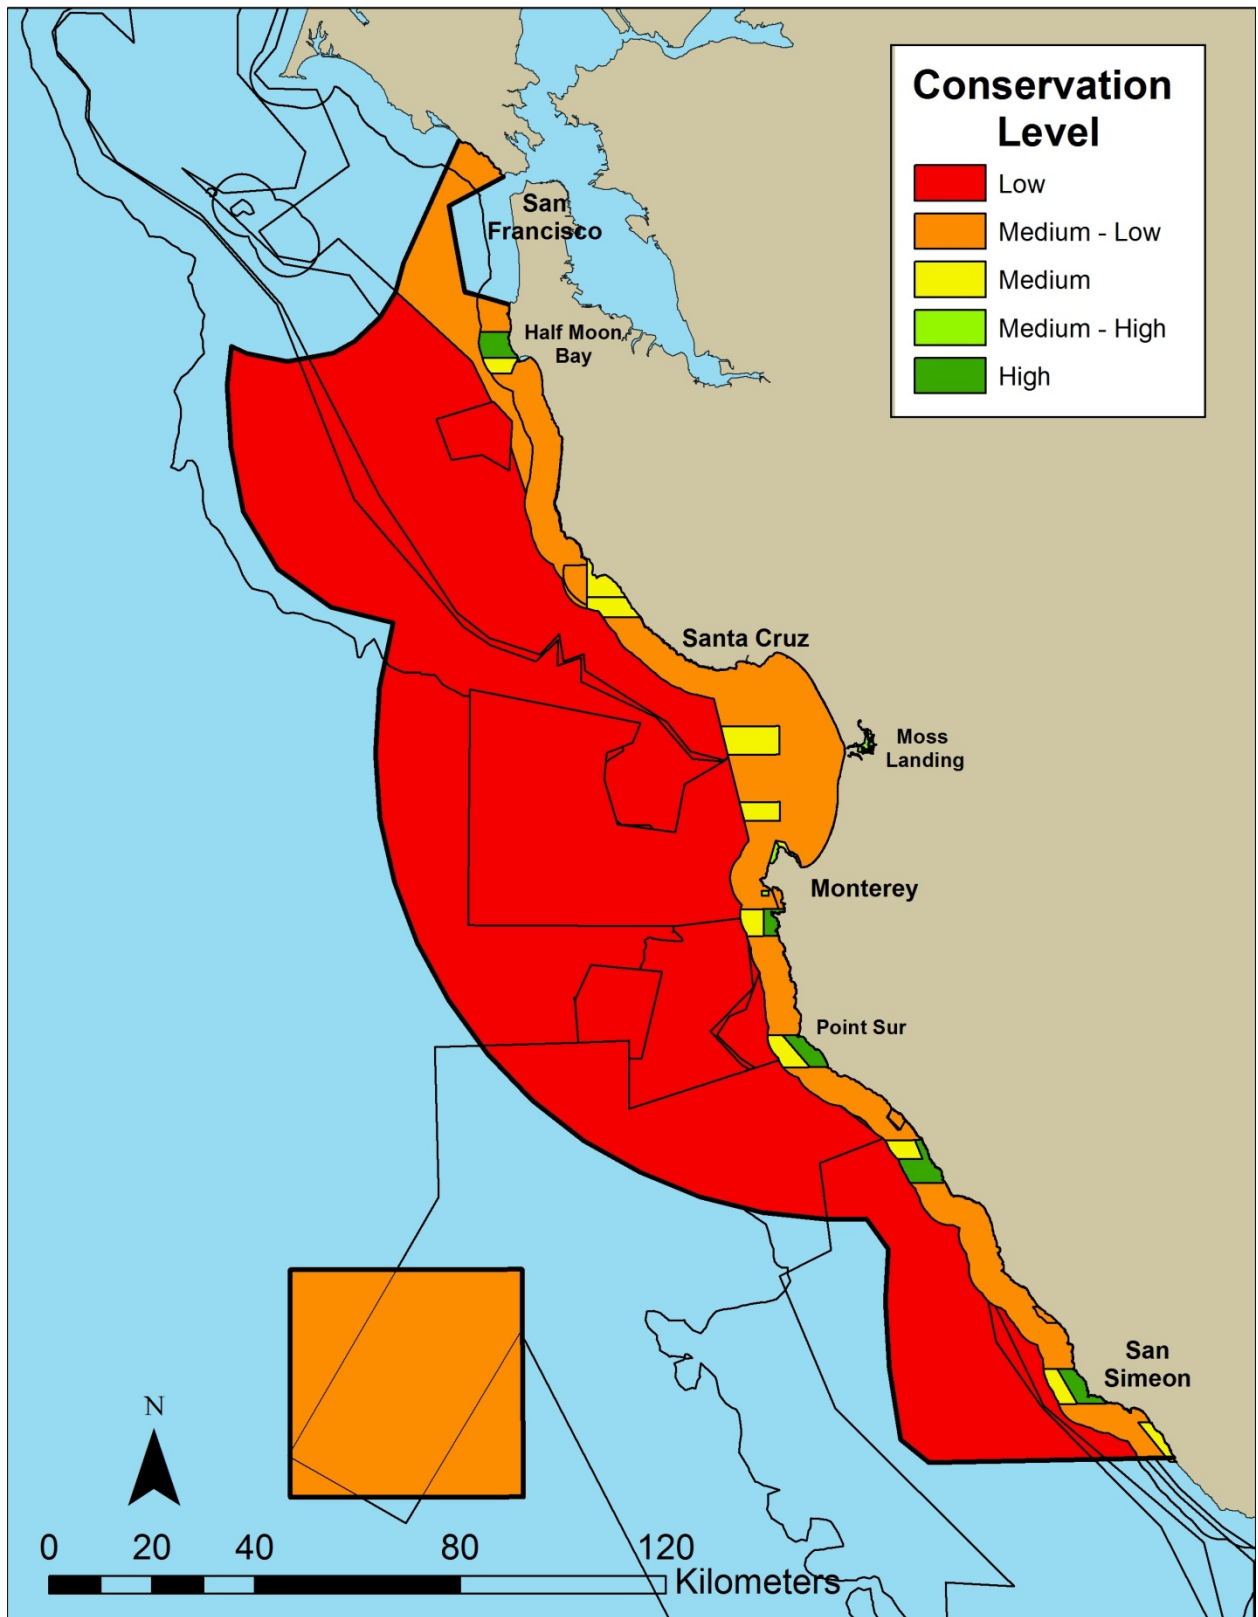 Conservation
Level
Low
Medium - Low
Medium
Medium - High
High
San
Francisco
Half Moon
Bay
Santa Cruz
Moss
Landing
Monterey
Point Sur
San
Simeon
N
0 20 40 80 120
Kilometers